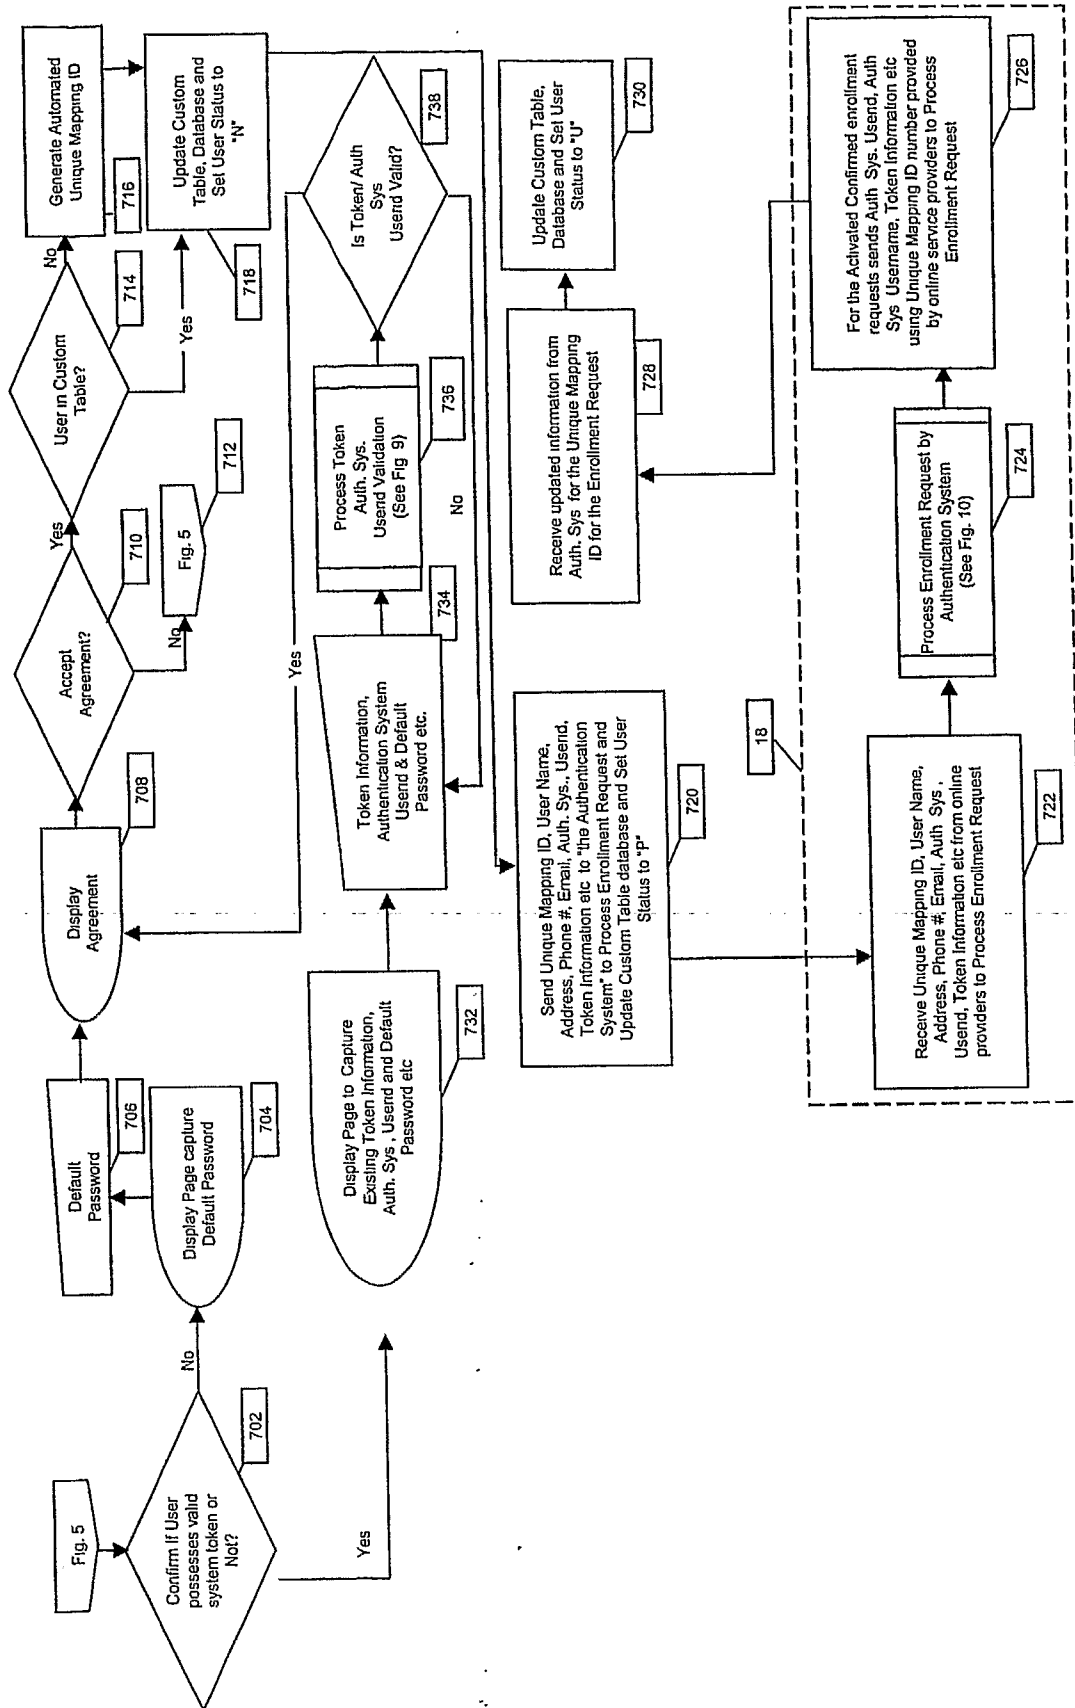 Fig. 5
Confirm If User
possesses valid
system token or
Not?
702
No
Yes
Display Page capture
Default Password
704
Default
Password
706
Display
Agreement
708
Accept
Agreement?
710
Yes
No
Fig. 5
712
User in Custom
Table?
714
No
Yes
Generate Automated
Unique Mapping ID
716
Update Custom
Table, Database and
Set User Status to
"N"
718
Display Page to Capture
Existing Token Information,
Auth. Sys , Userid and Default
Password etc
732
Token Information,
Authentication System
Userid & Default
Password etc.
734
Process Token
Auth. Sys.
Userid Validation
(See Fig 9)
736
Is Token/ Auth
Sys
Userid Valid?
738
Yes
No
Send Unique Mapping ID, User Name,
Address, Phone #, Email, Auth. Sys., Userid,
Token Information etc to "the Authentication
System" to Process Enrollment Request and
Update Custom Table database and Set User
Status to "P"
720
18
Receive Unique Mapping ID, User Name,
Address, Phone #, Email, Auth Sys ,
Userid, Token Information etc from online
providers to Process Enrollment Request
722
Process Enrollment Request by
Authentication System
(See Fig. 10)
724
For the Activated Confirmed enrollment
requests sends Auth Sys. Userid, Auth
Sys Username, Token Information etc
using Unique Mapping ID number provided
by online service providers to Process
Enrollment Request
726
Receive updated information from
Auth. Sys for the Unique Mapping
ID for the Enrollment Request
728
Update Custom Table,
Database and Set User
Status to "U"
730